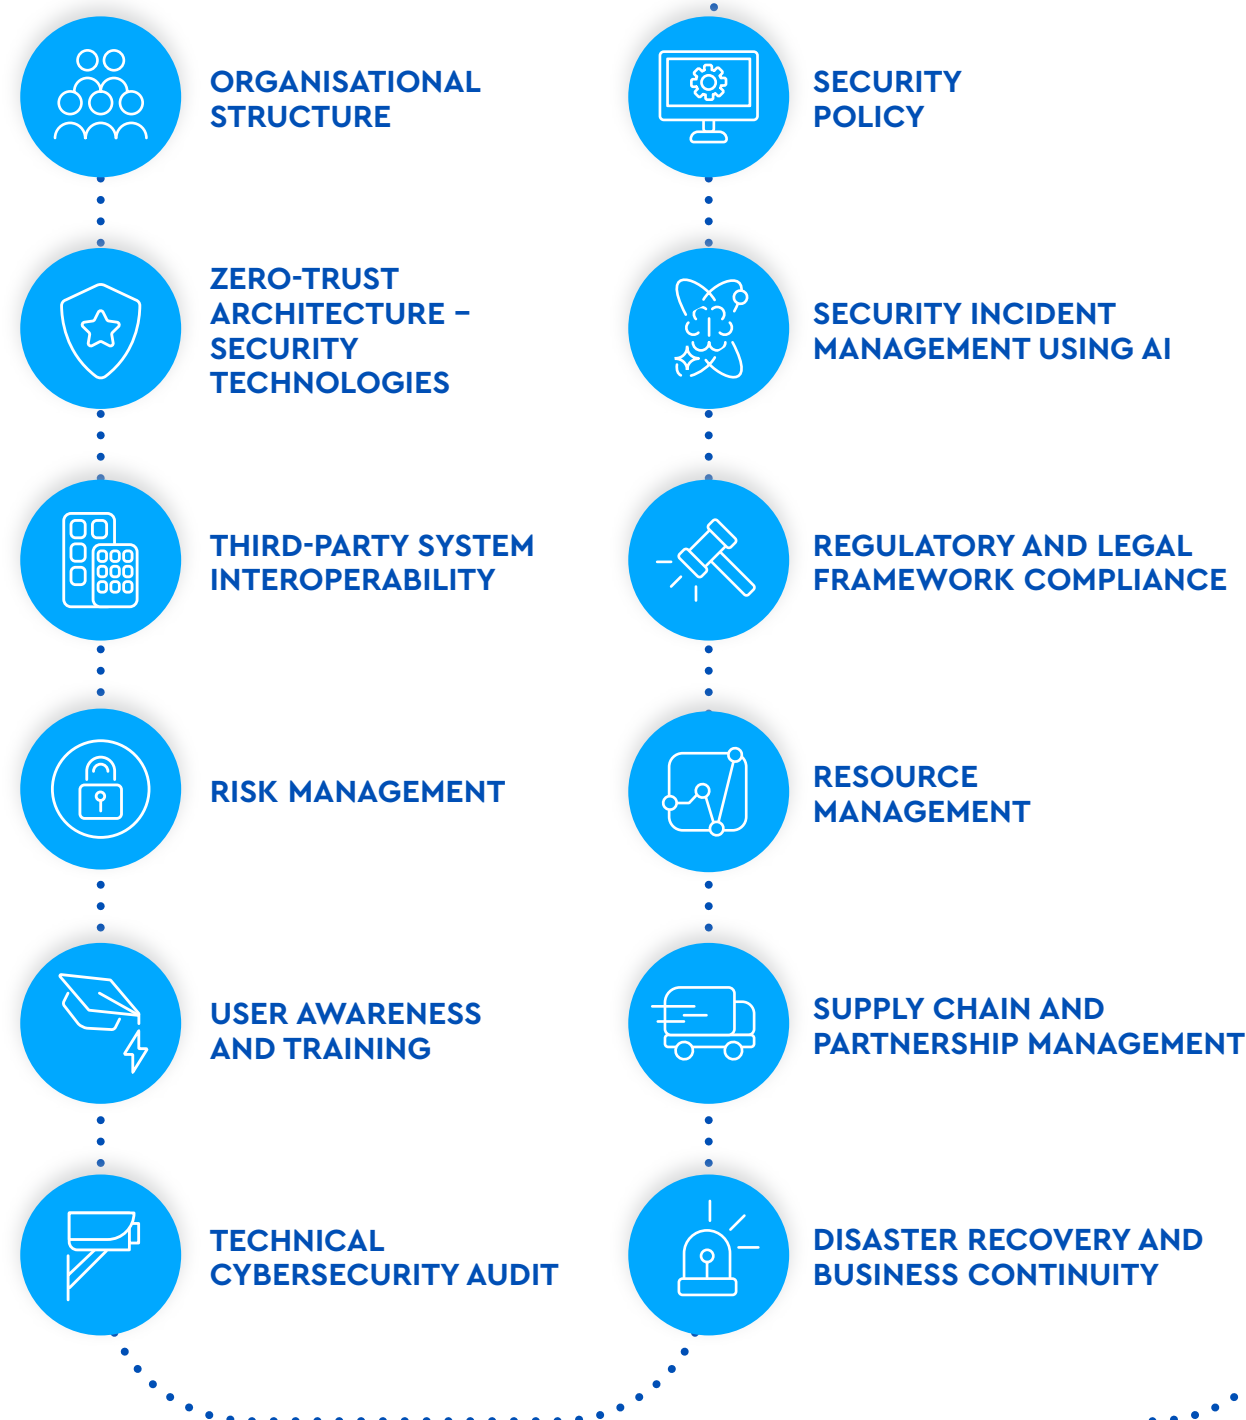 ORGANISATIONAL
STRUCTURE
ZERO-TRUST
ARCHITECTURE –
SECURITY
TECHNOLOGIES
THIRD-PARTY SYSTEM
INTEROPERABILITY
RISK MANAGEMENT
USER AWARENESS
AND TRAINING
TECHNICAL
CYBERSECURITY AUDIT
SECURITY
POLICY
SECURITY INCIDENT
MANAGEMENT USING AI
REGULATORY AND LEGAL
FRAMEWORK COMPLIANCE
RESOURCE
MANAGEMENT
SUPPLY CHAIN AND
PARTNERSHIP MANAGEMENT
DISASTER RECOVERY AND
BUSINESS CONTINUITY